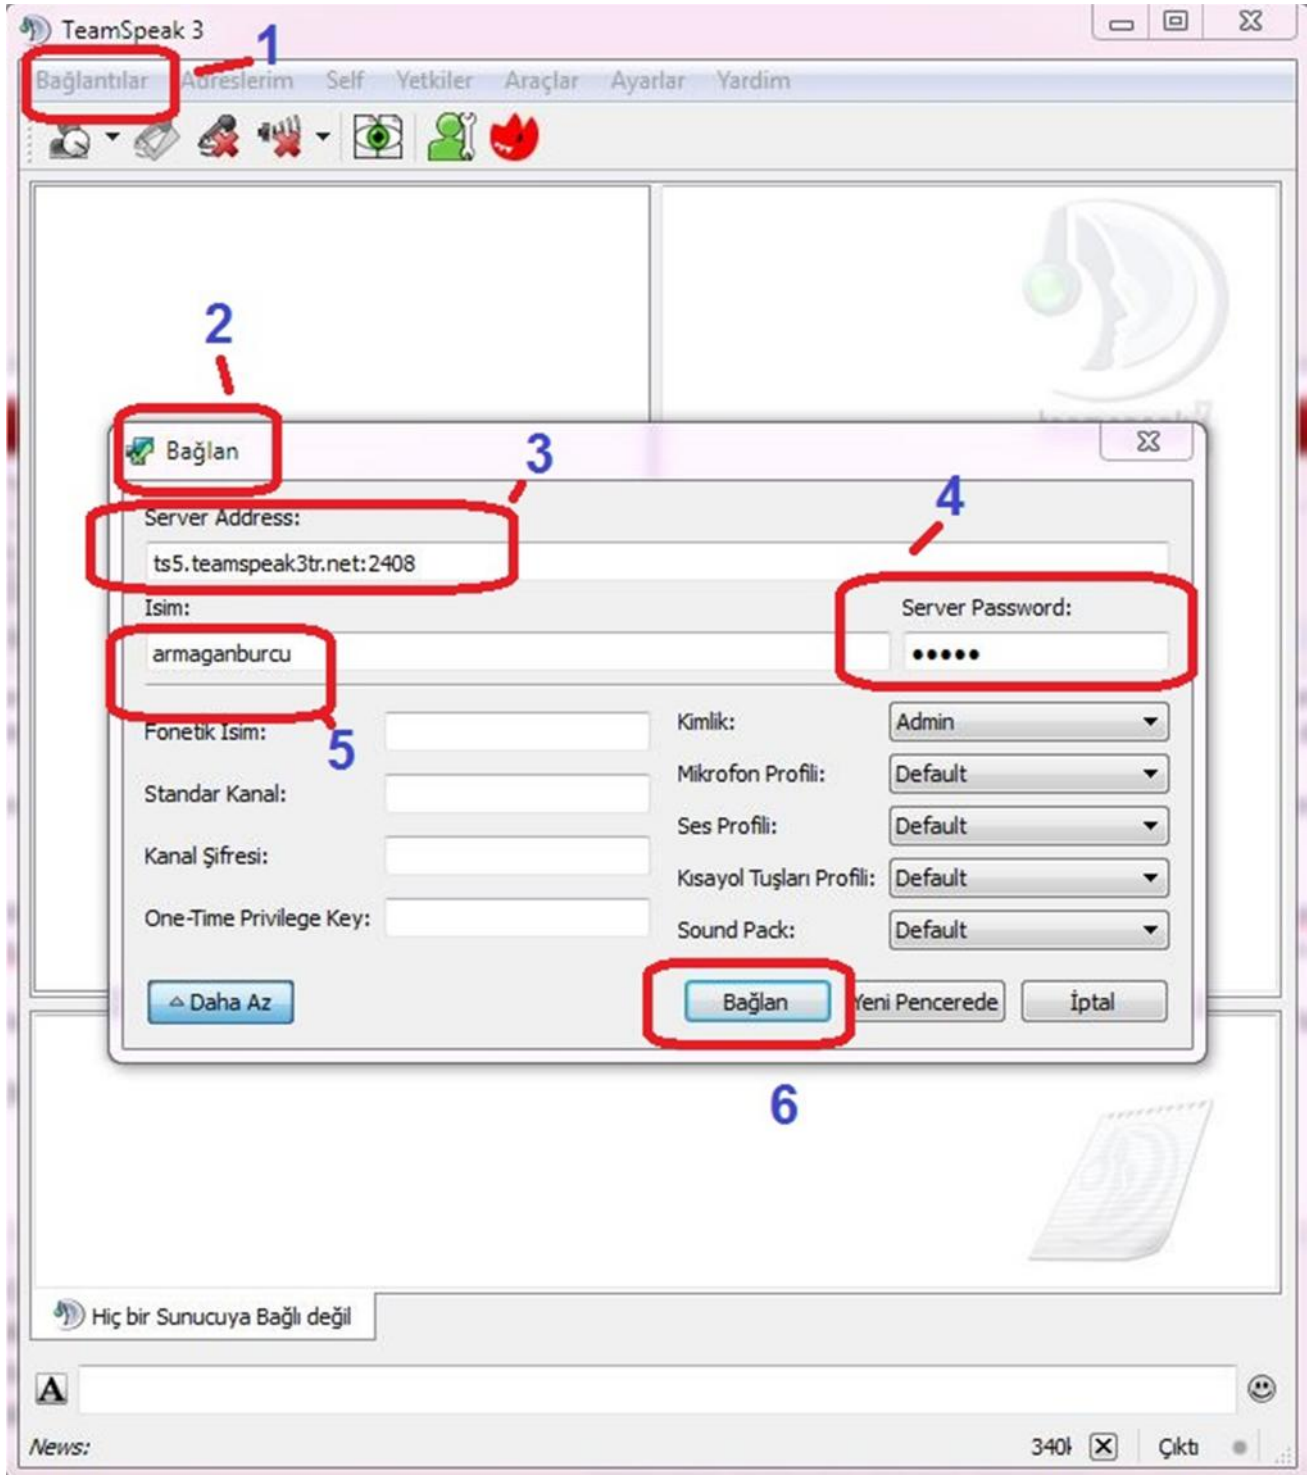 TeamSpeak 3
1
Bağlantılar Adreslerim Self Yetkiler Araçlar Ayarlar Yardim
2
Bağlan
3
4
Server Address:
ts5.teamspeak3tr.net:2408
Isim: Server Password:
armaganburcu •••••
5
Fonetik Isim:
Standar Kanal:
Kanal Şifresi:
One-Time Privilege Key:
Kimlik: Admin
Mikrofon Profili: Default
Ses Profili: Default
Kısayol Tuşları Profili: Default
Sound Pack: Default
Daha Az Bağlan Yeni Pencerede İptal
6
Hiç bir Sunucuya Bağlı değil
A
News: Çıktı